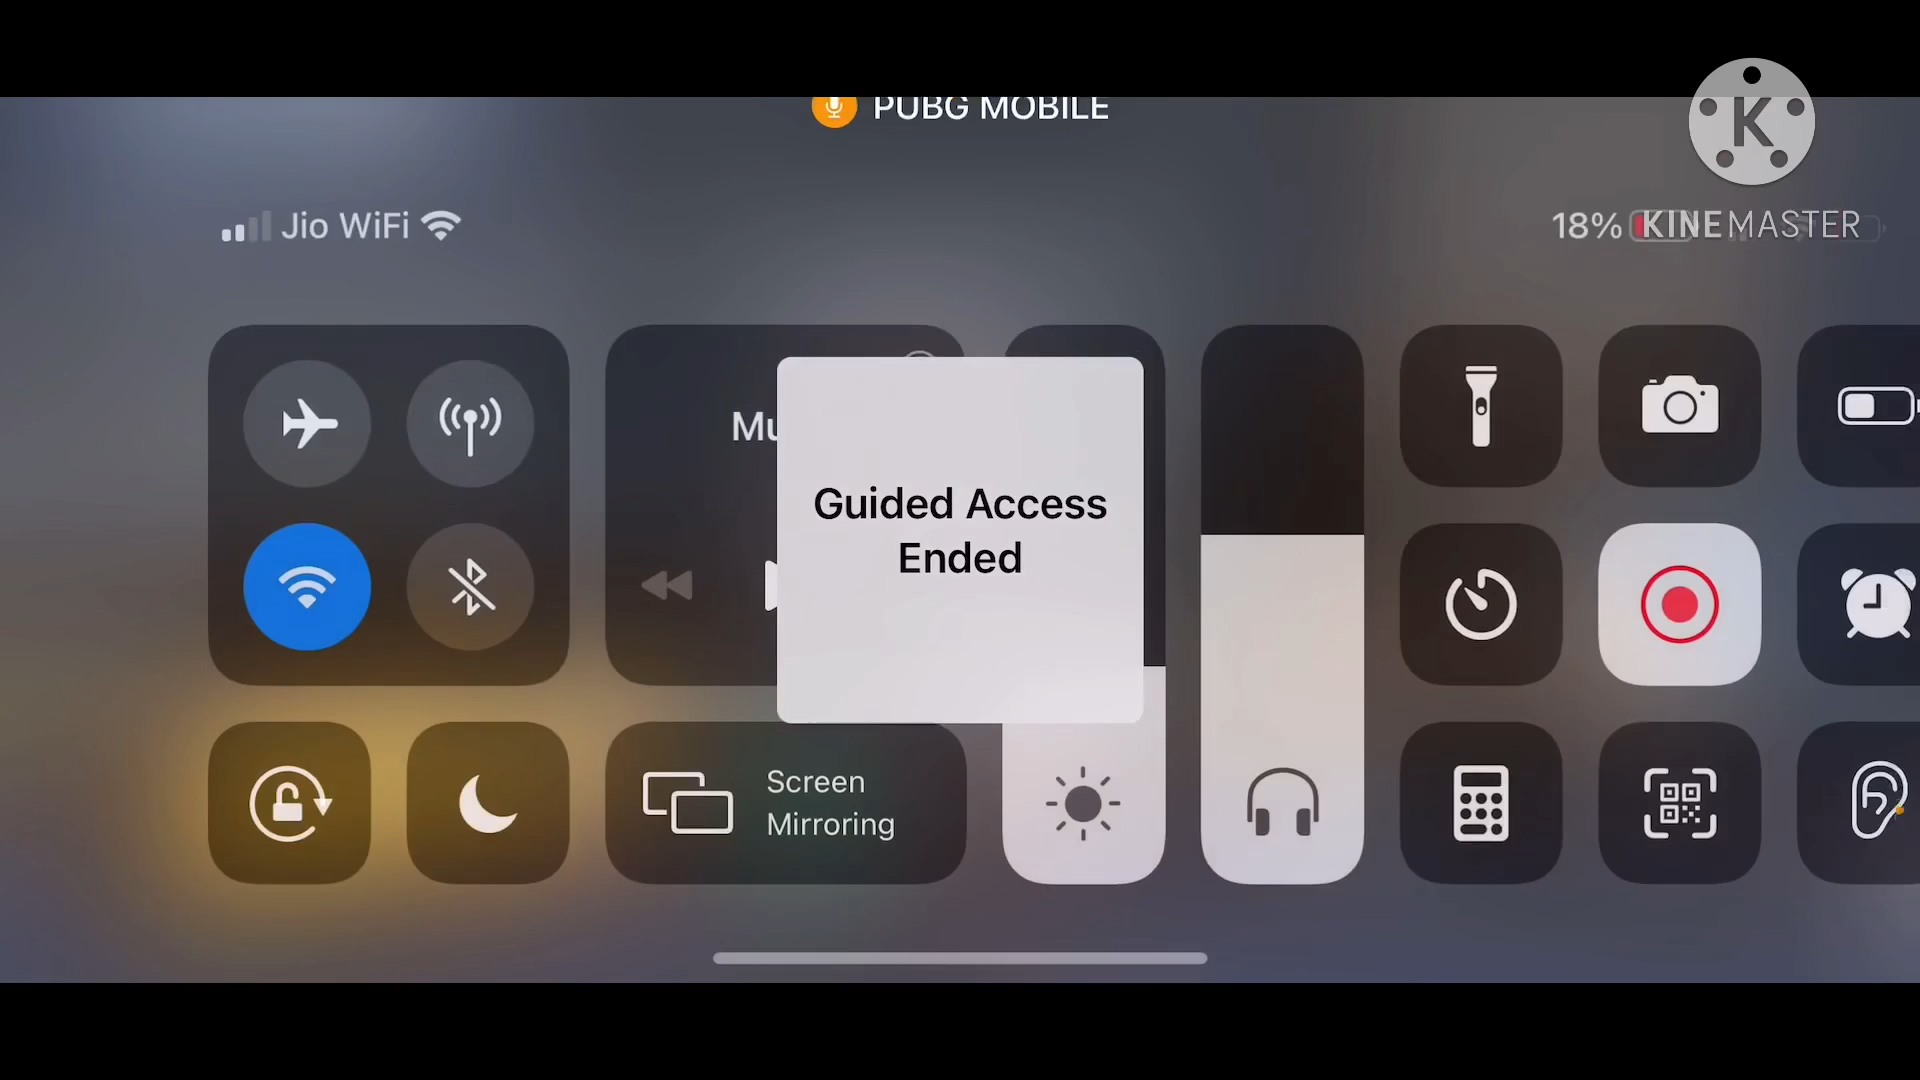 PUBG MOBILE
K
Jio WiFi
18%
KINEMASTER
Mu
Guided Access
Ended
Screen
Mirroring